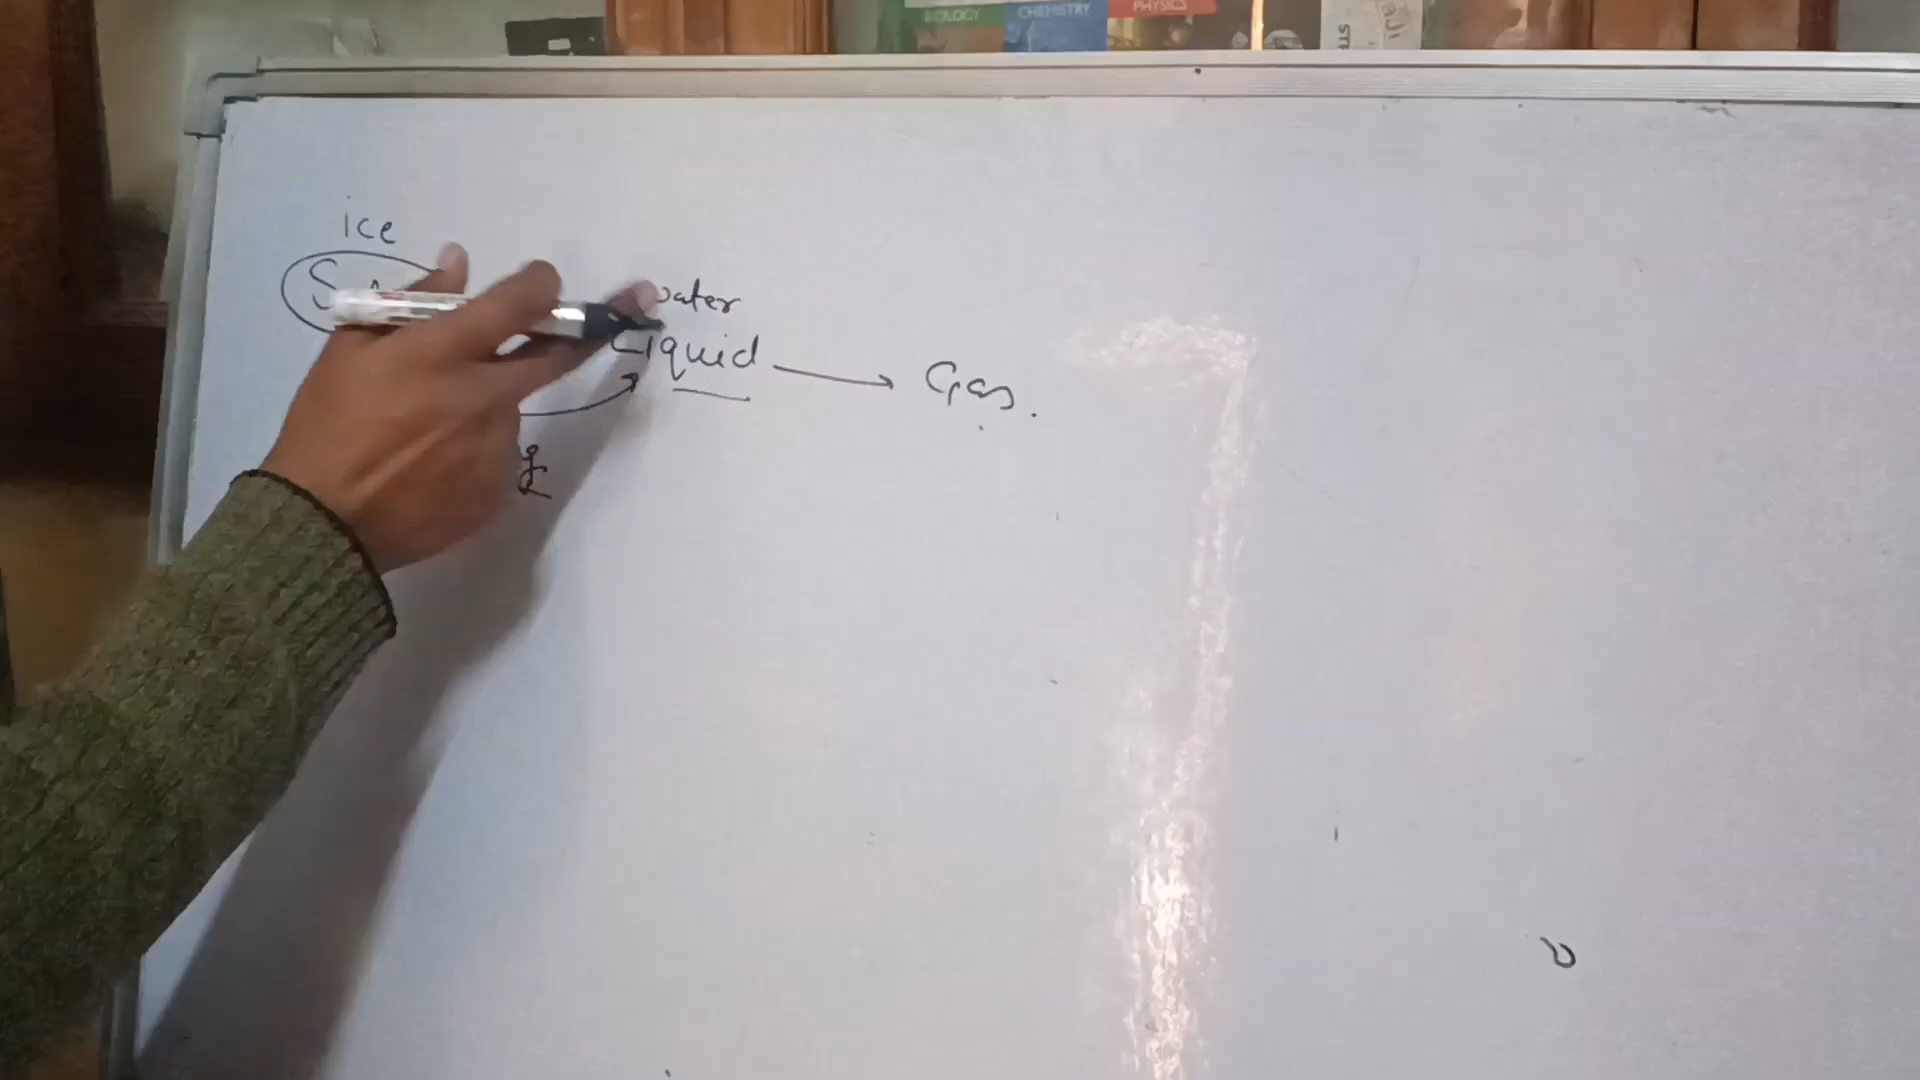 BIOLOGY
CHEMISTRY
PHYSICS
ice
water
Liquid → Gas.